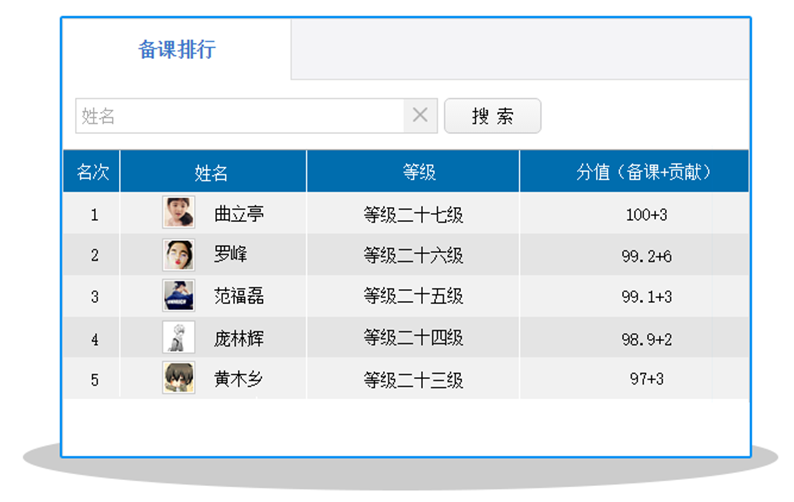 备课排行
姓名
搜 索
名次 姓名 等级 分值（备课+贡献）
1 曲立亭 等级二十七级 100+3
2 罗峰 等级二十六级 99.2+6
3 范福磊 等级二十五级 99.1+3
4 庞林辉 等级二十四级 98.9+2
5 黄木乡 等级二十三级 97+3